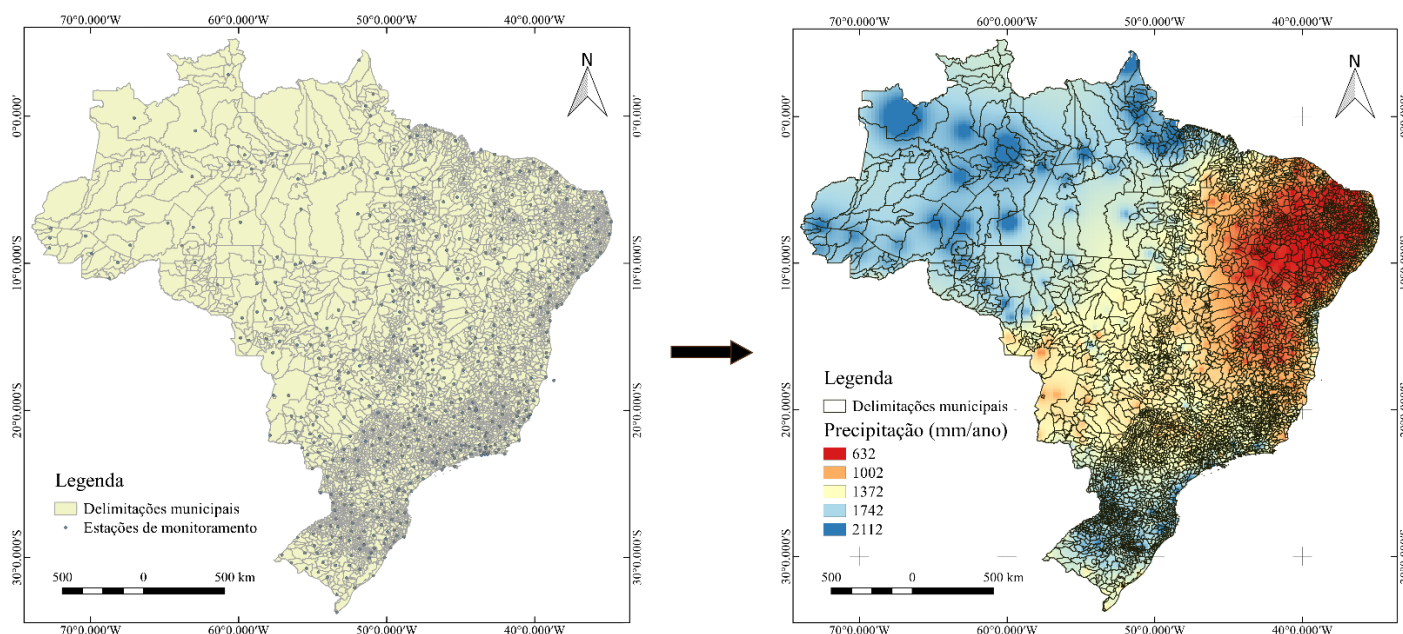 70°0.000'W 60°0.000'W 50°0.000'W 40°0.000'W
N
0°0.000'
10°0.000'S
20°0.000'S
30°0.000'S
Legenda
Delimitações municipais
Estações de monitoramento
500 0 500 km
70°0.000'W 60°0.000'W 50°0.000'W 40°0.000'W
70°0.000'W 60°0.000'W 50°0.000'W 40°0.000'W
N
0°0.000'
10°0.000'S
20°0.000'S
30°0.000'S
Legenda
Delimitações municipais
Precipitação (mm/ano)
632
1002
1372
1742
2112
500 0 500 km
70°0.000'W 60°0.000'W 50°0.000'W 40°0.000'W